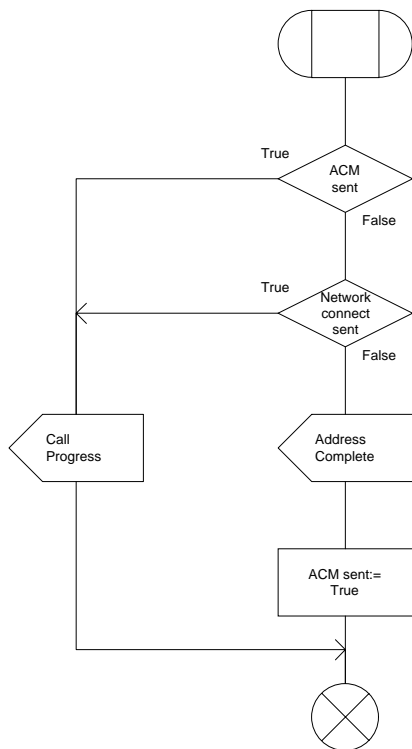 True
ACM
sent
False
True
Network
connect
sent
False
Call
Progress
Address
Complete
ACM sent:=
True